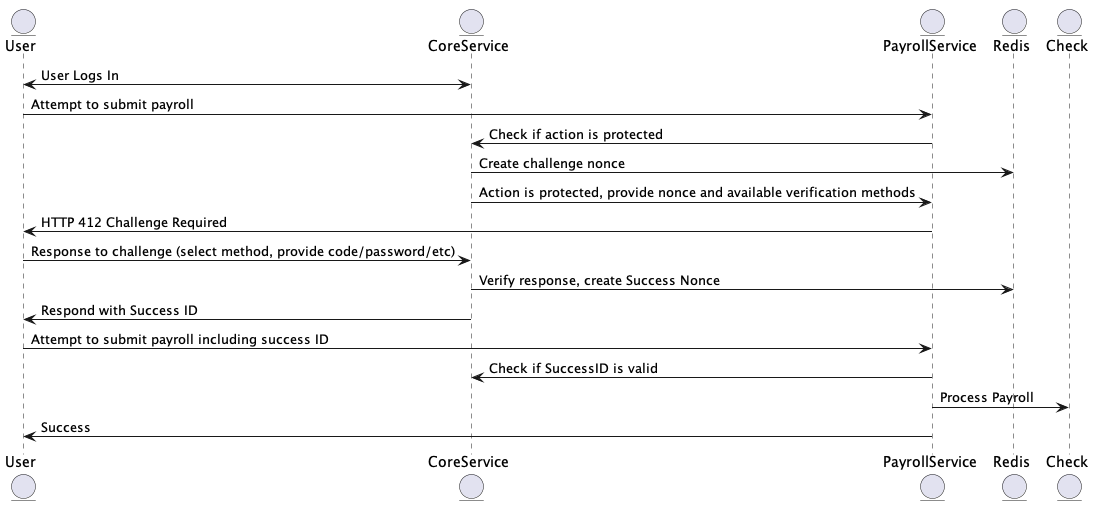 User CoreService PayrollService Redis Check
User Logs In
Attempt to submit payroll
Check if action is protected
Create challenge nonce
Action is protected, provide nonce and available verification methods
HTTP 412 Challenge Required
Response to challenge (select method, provide code/password/etc)
Verify response, create Success Nonce
Respond with Success ID
Attempt to submit payroll including success ID
Check if SuccessID is valid
Process Payroll
Success
User CoreService PayrollService Redis Check